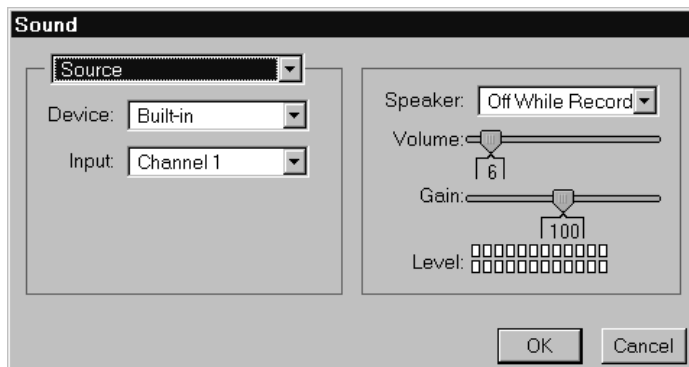 Sound
Source
Device: Built-in
Input: Channel 1
Speaker: Off While Record
Volume:
6
Gain:
100
Level:
OK Cancel